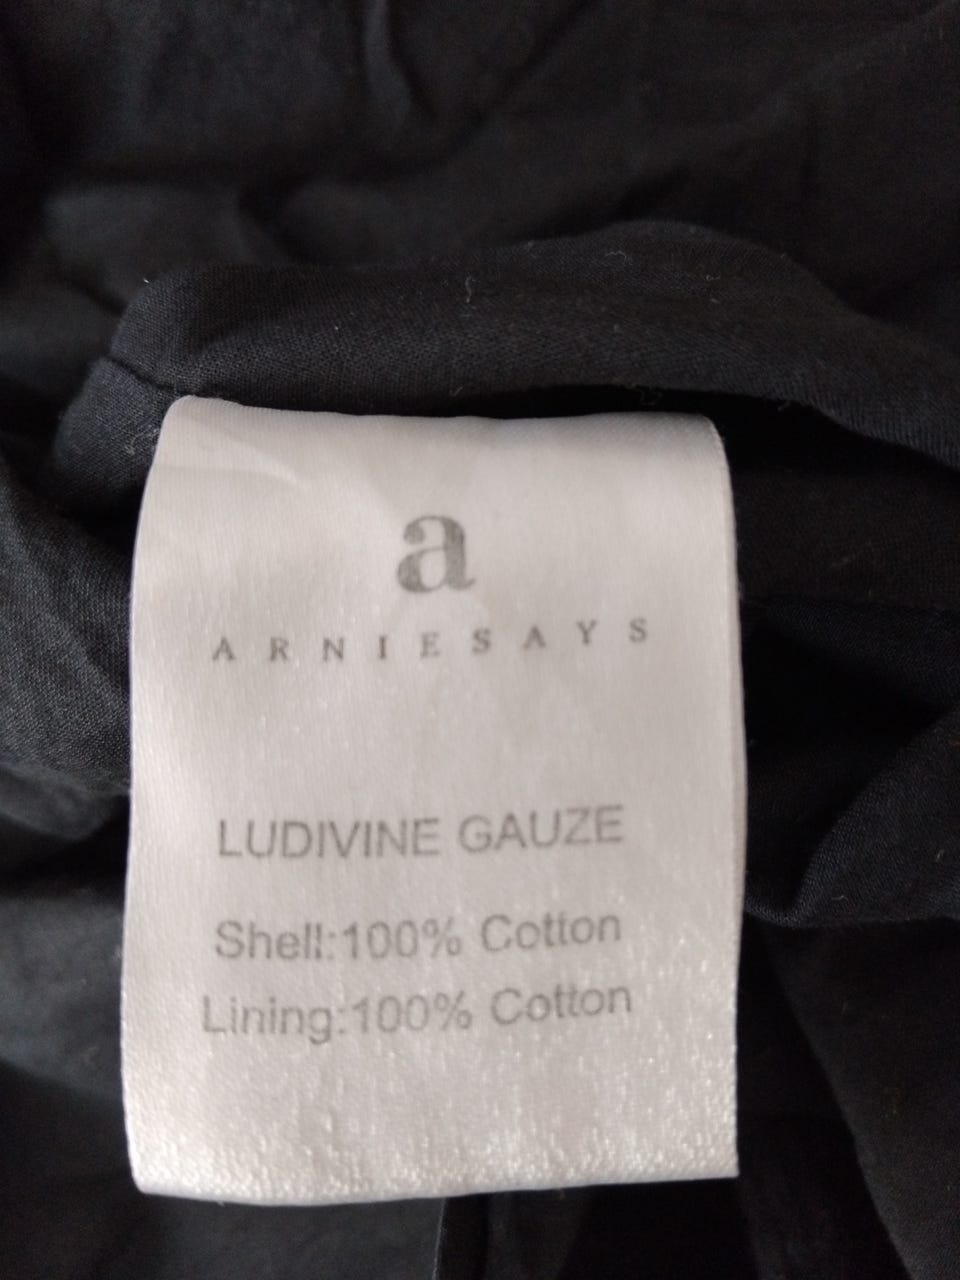 a
ARNIESAYS
LUDIVINE GAUZE
Shell:100% Cotton
Lining:100% Cotton